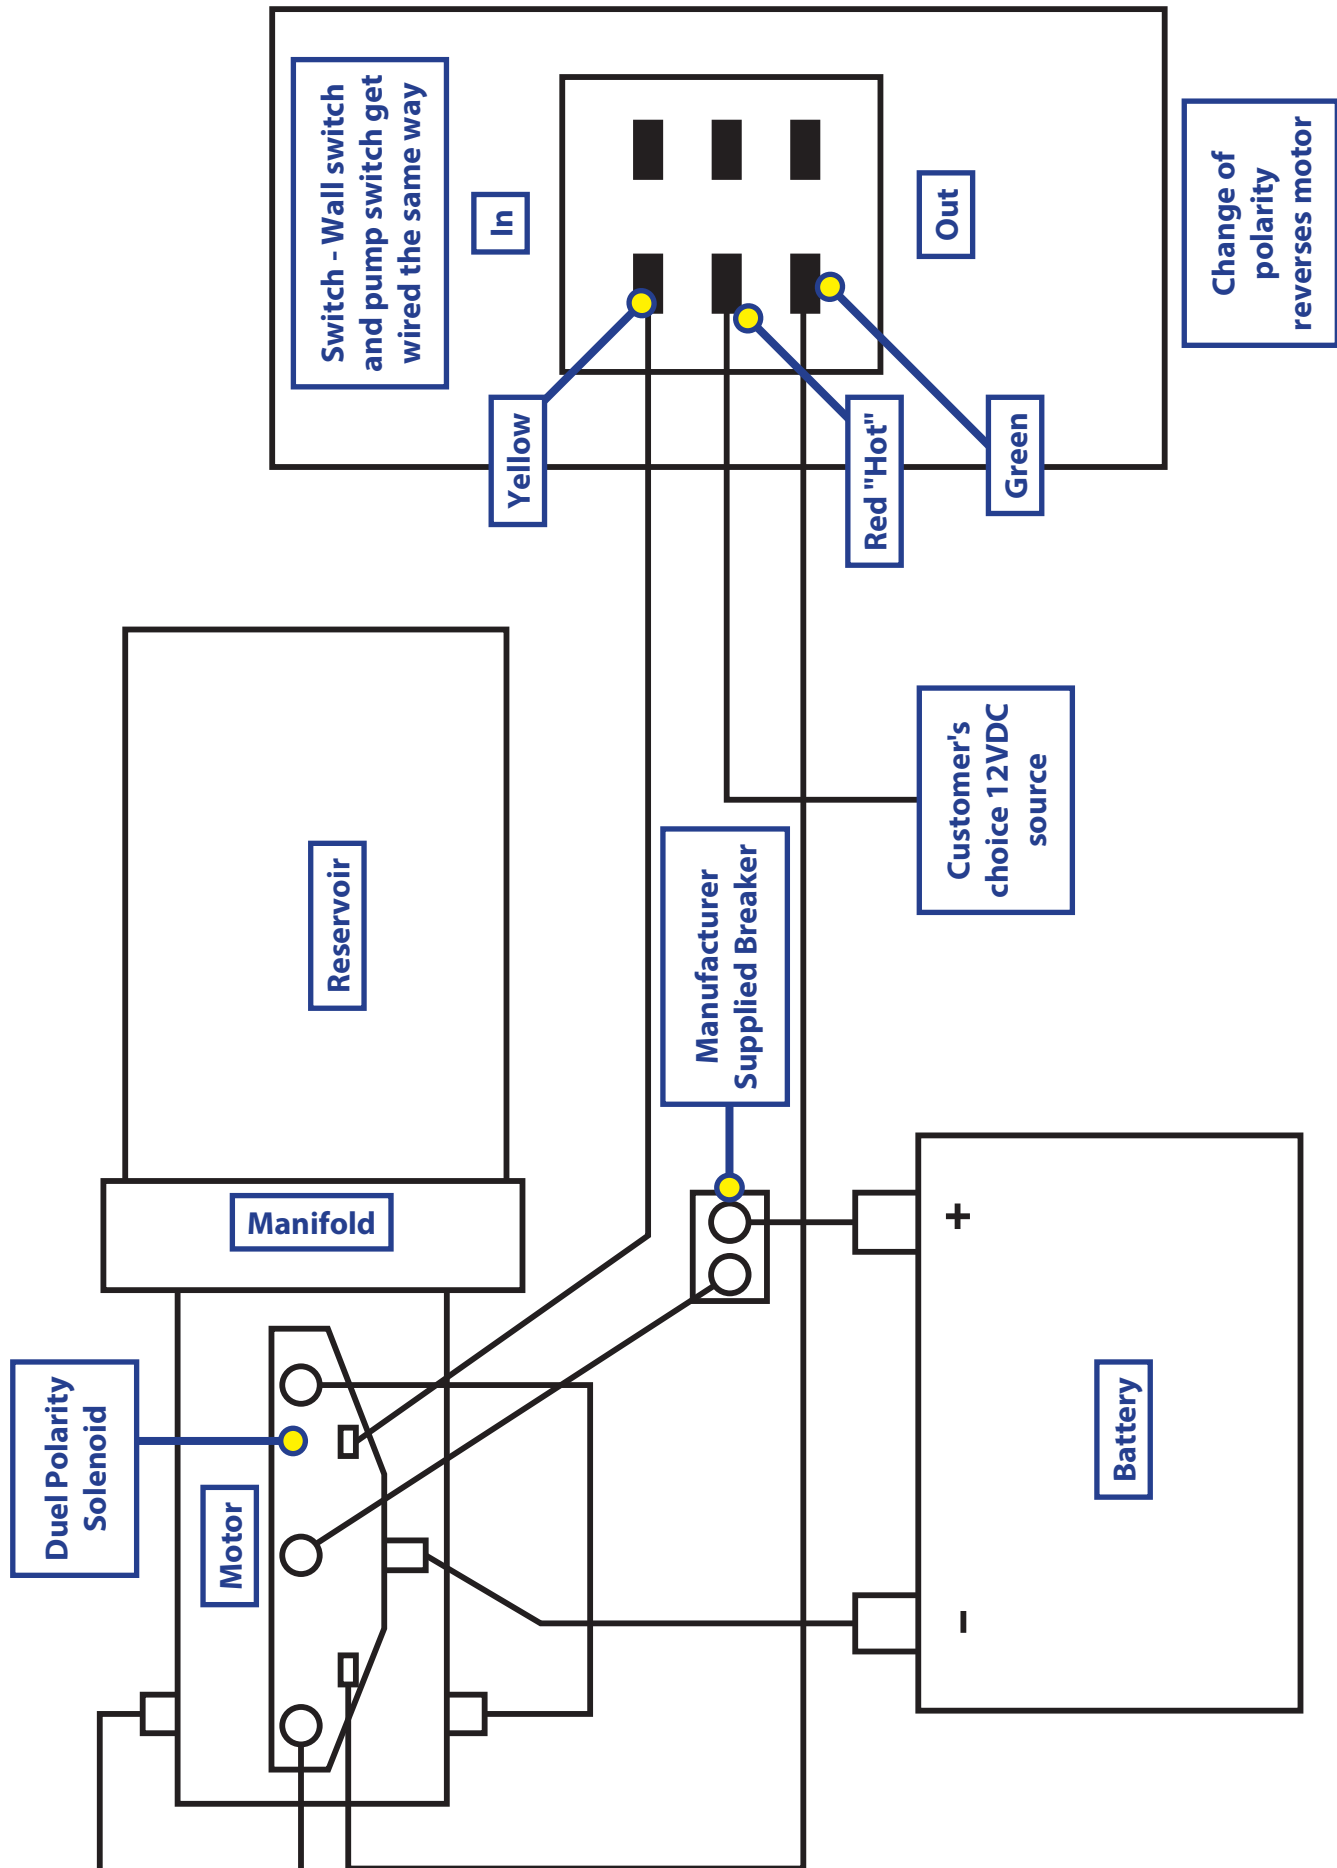 Duel Polarity
Solenoid
Motor
Manifold
Reservoir
Switch - Wall switch
and pump switch get
wired the same way
In
Yellow
Red "Hot"
Green
Out
Change of
polarity
reverses motor
Manufacturer
Supplied Breaker
Customer's
choice 12VDC
source
Battery
-
+